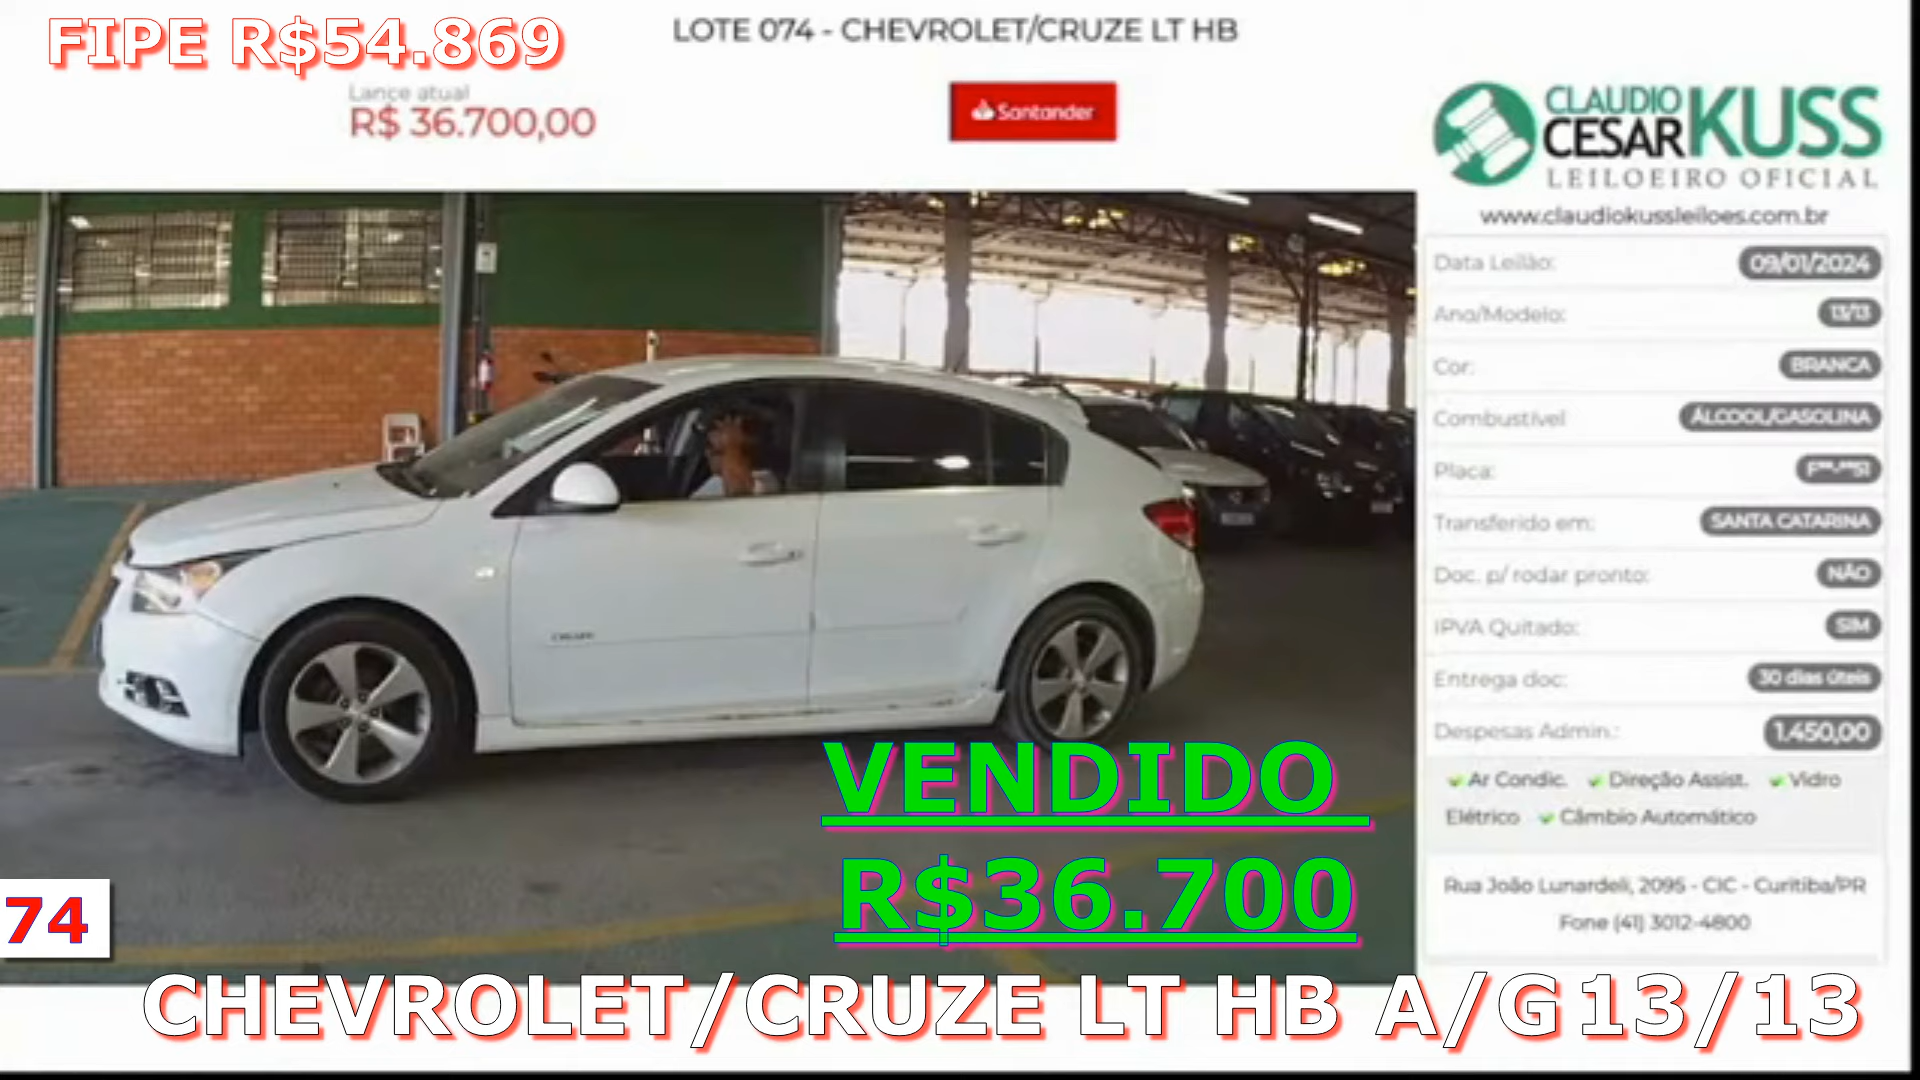 FIPE R$54.869
LOTE 074 - CHEVROLET/CRUZE LT HB
Lance atual
R$ 36.700,00
Santander
CLAUDIO
CESAR
KUSS
LEILOEIRO OFICIAL
www.claudiokussleiloes.com.br
Data Leilão: 09/01/2024
Ano/Modelo: 13/13
Cor: BRANCA
Combustível ÁLCOOL/GASOLINA
Placa:
Transferido em: SANTA CATARINA
Doc. p/ rodar pronto: NÃO
IPVA Quitado: SIM
Entrega doc: 30 dias úteis
Despesas Admin.: 1.450,00
Ar Condic. Direção Assist. Vidro
Elétrico Câmbio Automático
Rua João Lunardeli, 2095 - CIC - Curitiba/PR
Fone (41) 3012-4800
VENDIDO
R$36.700
74
CHEVROLET/CRUZE LT HB A/G 13/13